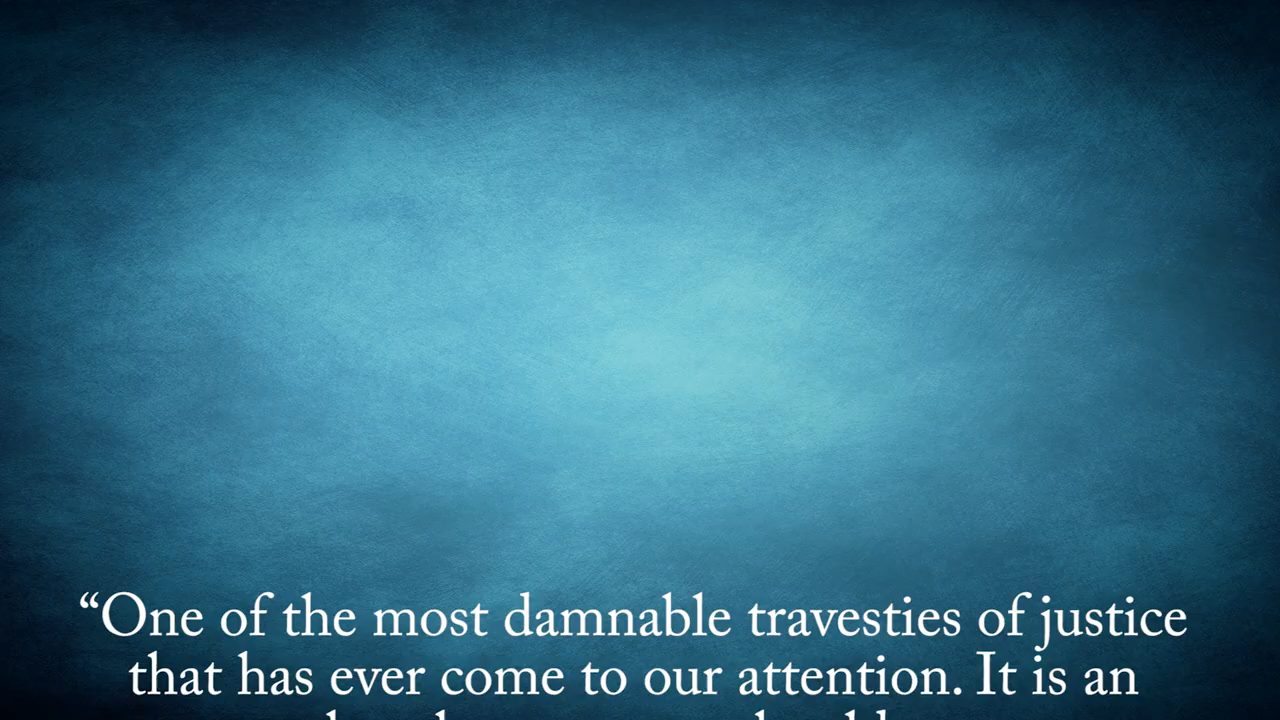 “One of the most damnable travesties of justice
that has ever come to our attention. It is an